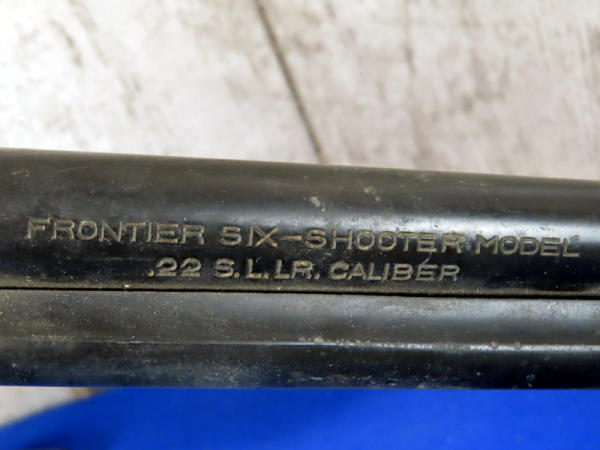 FRONTIER SIX-SHOOTER MODEL
.22 S.L.LR. CALIBER